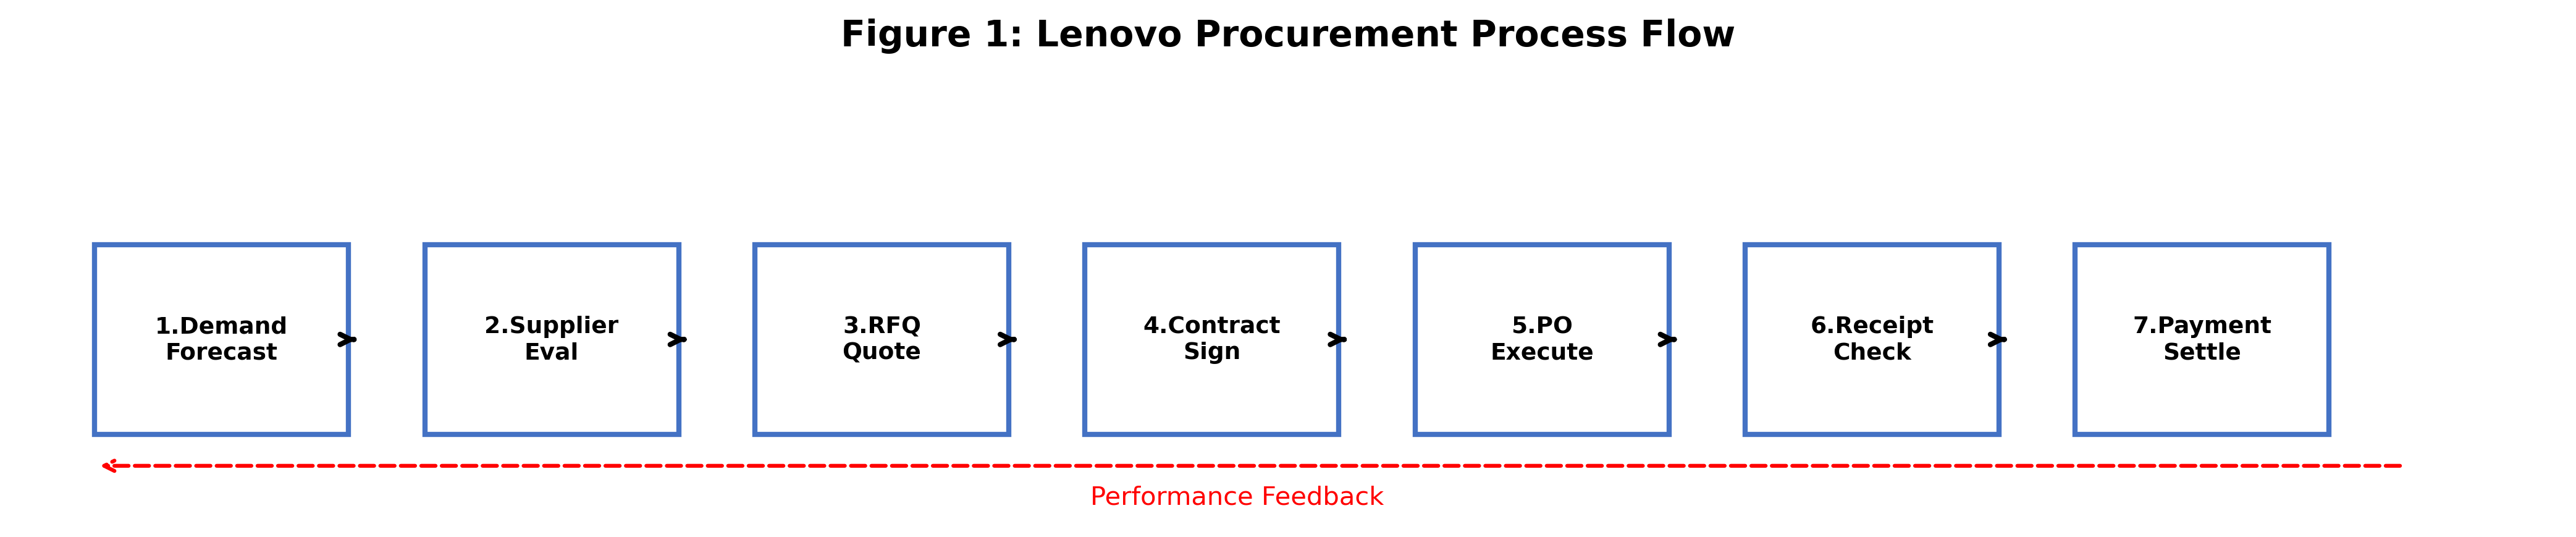 Figure 1: Lenovo Procurement Process Flow
1.Demand
Forecast
2.Supplier
Eval
3.RFQ
Quote
4.Contract
Sign
5.PO
Execute
6.Receipt
Check
7.Payment
Settle
Performance Feedback